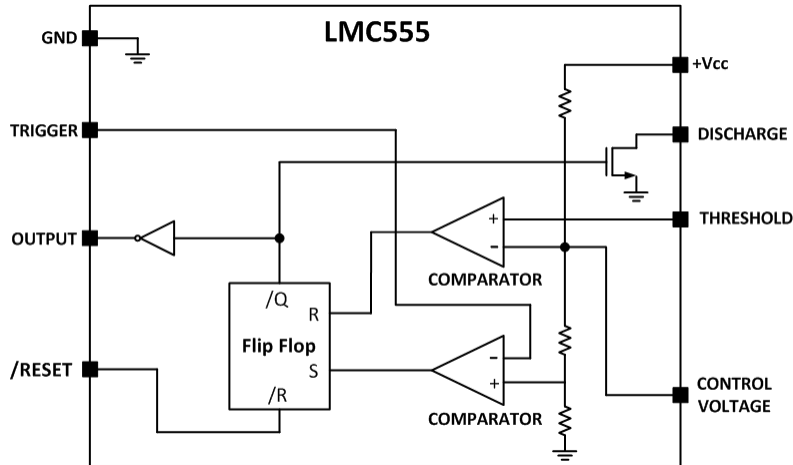 LMC555
GND
+Vcc
TRIGGER
DISCHARGE
THRESHOLD
OUTPUT
+
-
COMPARATOR
/Q
R
Flip Flop
S
/R
-
+
COMPARATOR
/RESET
CONTROL
VOLTAGE